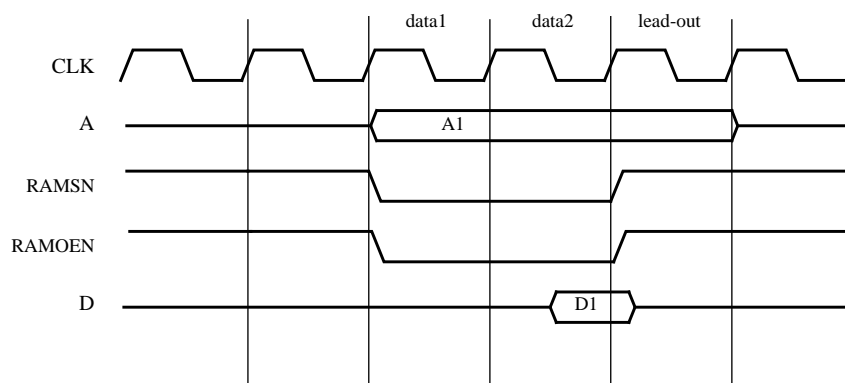 data1 data2 lead-out
CLK
A A1
RAMSN
RAMOEN
D D1